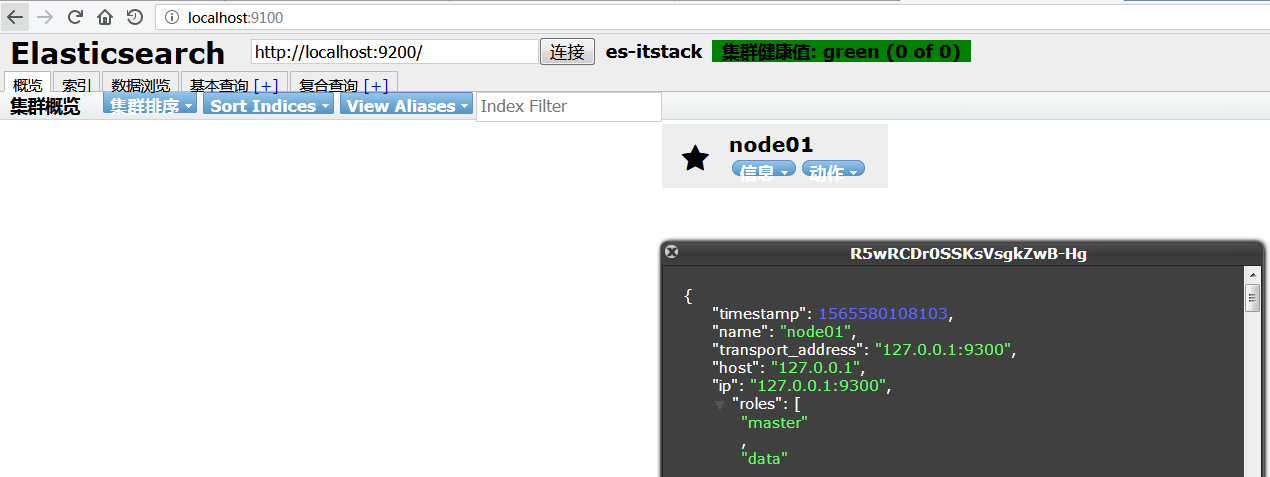 localhost:9100
Elasticsearch http://localhost:9200/ 连接 es-itstack 集群健康值: green (0 of 0)
概览 索引 数据浏览 基本查询 [+] 复合查询 [+]
集群概览 集群排序 Sort Indices View Aliases Index Filter
node01
信息 动作
R5wRCDr0SSKsVsgkZwB-Hg
{
"timestamp": 1565580108103,
"name": "node01",
"transport_address": "127.0.0.1:9300",
"host": "127.0.0.1",
"ip": "127.0.0.1:9300",
"roles": [
"master"
,
"data"